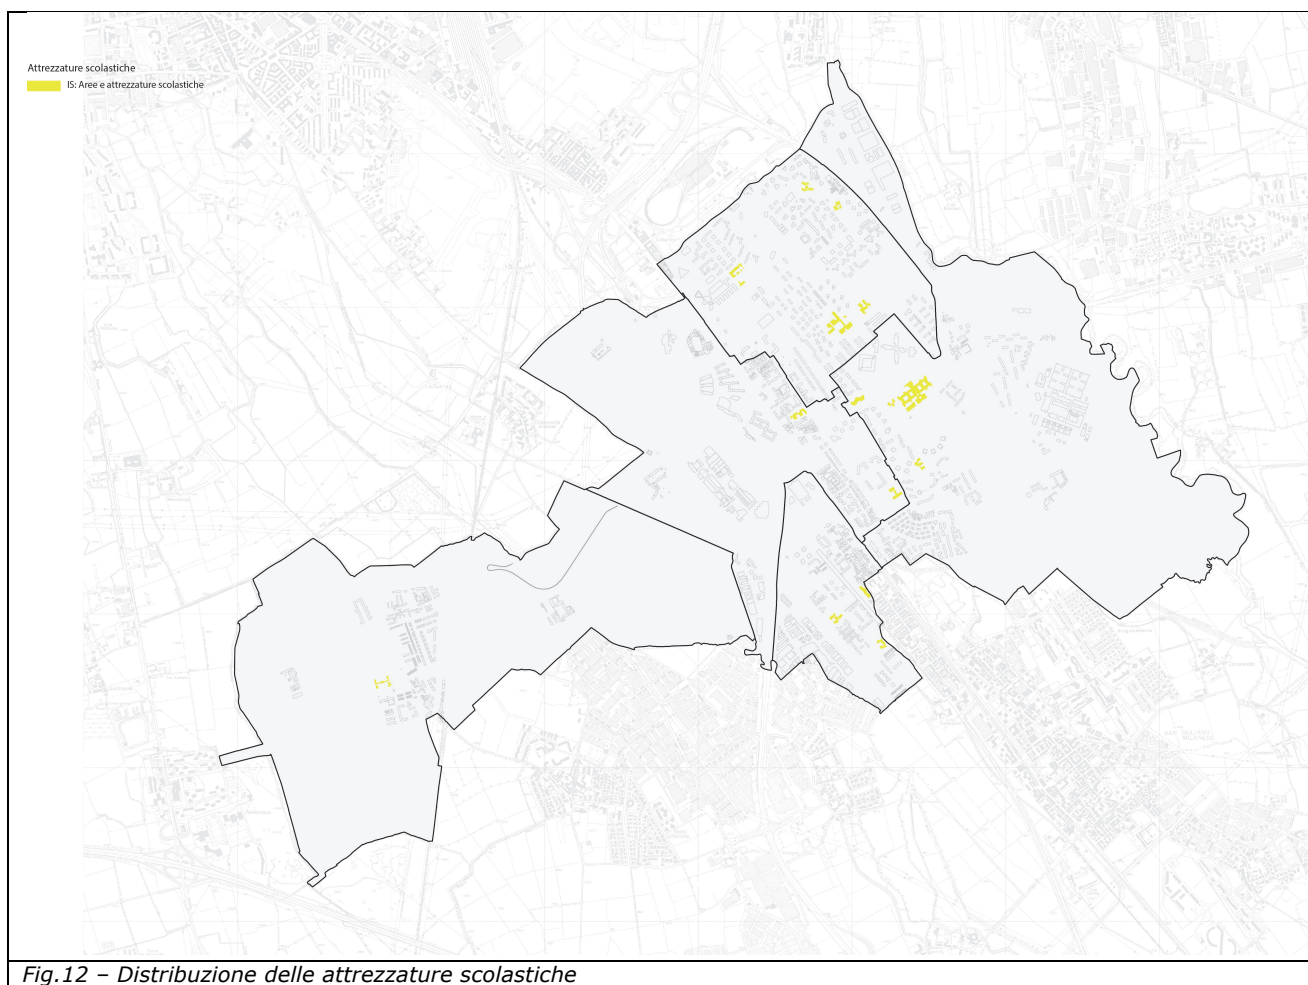 Attrezzature scolastiche
IS: Aree e attrezzature scolastiche
Fig.12 – Distribuzione delle attrezzature scolastiche